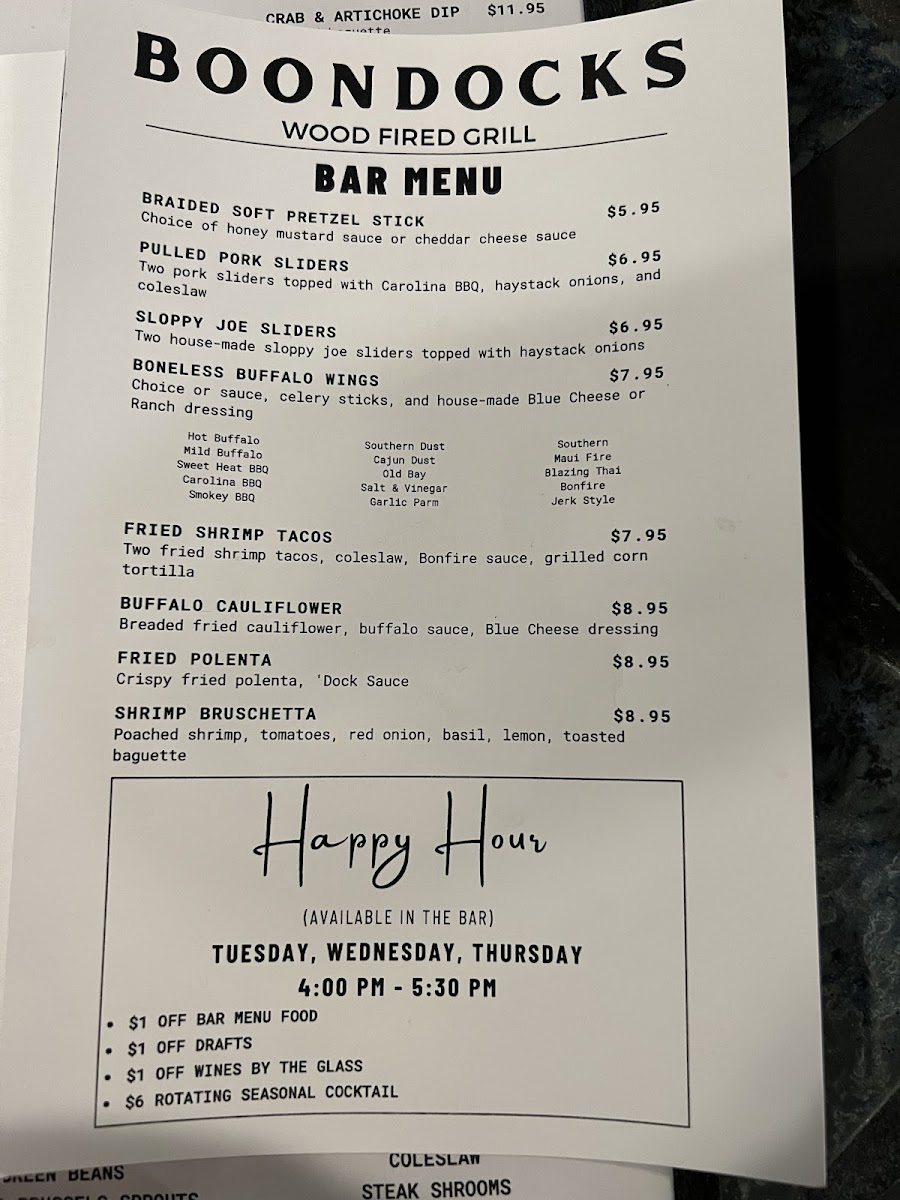 CRAB & ARTICHOKE DIP $11.95
BOONDOCKS
WOOD FIRED GRILL
BAR MENU
BRAIDED SOFT PRETZEL STICK $5.95
Choice of honey mustard sauce or cheddar cheese sauce
PULLED PORK SLIDERS $6.95
Two pork sliders topped with Carolina BBQ, haystack onions, and
coleslaw
SLOPPY JOE SLIDERS $6.95
Two house-made sloppy joe sliders topped with haystack onions
BONELESS BUFFALO WINGS $7.95
Choice or sauce, celery sticks, and house-made Blue Cheese or
Ranch dressing
Hot Buffalo
Mild Buffalo
Sweet Heat BBQ
Carolina BBQ
Smokey BBQ
Southern Dust
Cajun Dust
Old Bay
Salt & Vinegar
Garlic Parm
Southern
Maui Fire
Blazing Thai
Bonfire
Jerk Style
FRIED SHRIMP TACOS $7.95
Two fried shrimp tacos, coleslaw, Bonfire sauce, grilled corn
tortilla
BUFFALO CAULIFLOWER $8.95
Breaded fried cauliflower, buffalo sauce, Blue Cheese dressing
FRIED POLENTA $8.95
Crispy fried polenta, 'Dock Sauce
SHRIMP BRUSCHETTA $8.95
Poached shrimp, tomatoes, red onion, basil, lemon, toasted
baguette
Happy Hour
(AVAILABLE IN THE BAR)
TUESDAY, WEDNESDAY, THURSDAY
4:00 PM - 5:30 PM
• $1 OFF BAR MENU FOOD
• $1 OFF DRAFTS
• $1 OFF WINES BY THE GLASS
• $6 ROTATING SEASONAL COCKTAIL
GREEN BEANS
COLESLAW
STEAK SHROOMS